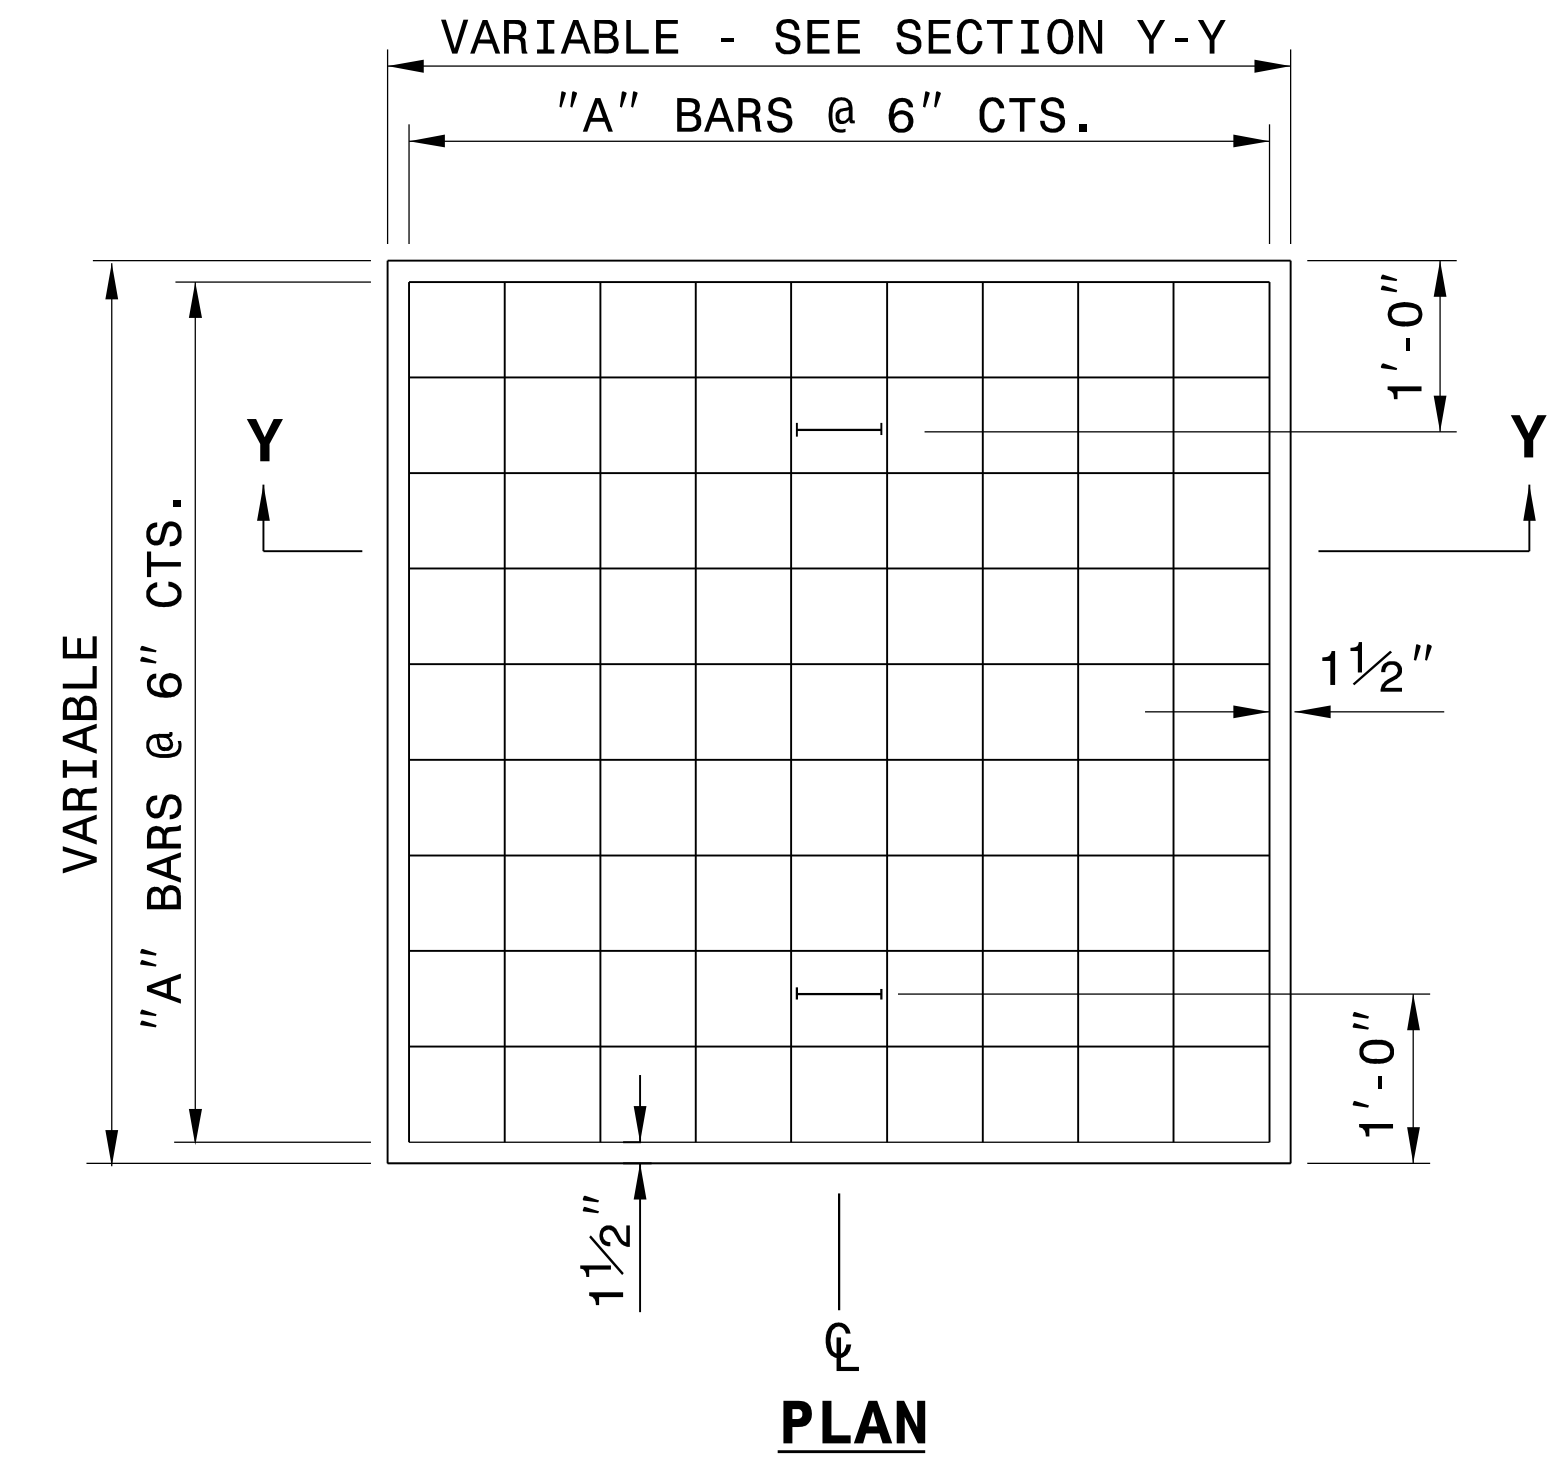 VARIABLE - SEE SECTION Y-Y
"A" BARS @ 6" CTS.
1'-0"
Y
Y
"A" BARS @ 6" CTS.
VARIABLE
1½"
1'-0"
1½"
℄
PLAN